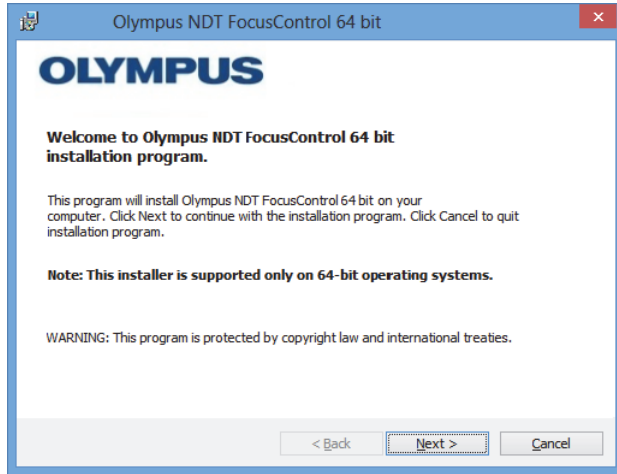 Olympus NDT FocusControl 64 bit
OLYMPUS
Welcome to Olympus NDT FocusControl 64 bit
installation program.
This program will install Olympus NDT FocusControl 64 bit on your
computer. Click Next to continue with the installation program. Click Cancel to quit
installation program.
Note: This installer is supported only on 64-bit operating systems.
WARNING: This program is protected by copyright law and international treaties.
< Back Next > Cancel